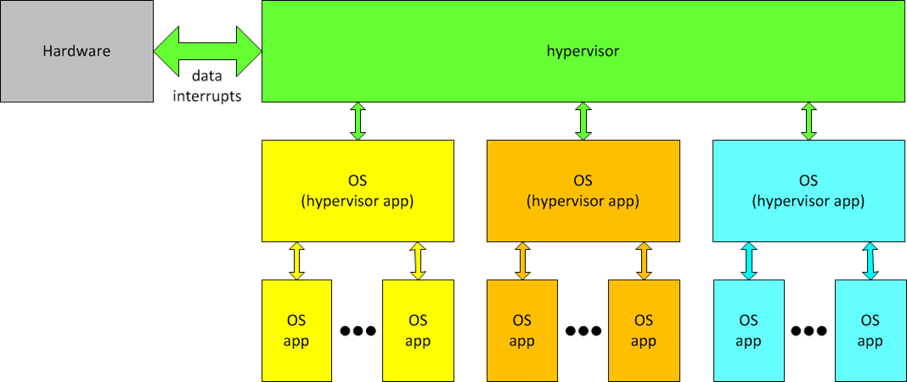 Hardware
hypervisor
data
interrupts
OS
(hypervisor app)
OS
(hypervisor app)
OS
(hypervisor app)
OS
app
OS
app
OS
app
OS
app
OS
app
OS
app